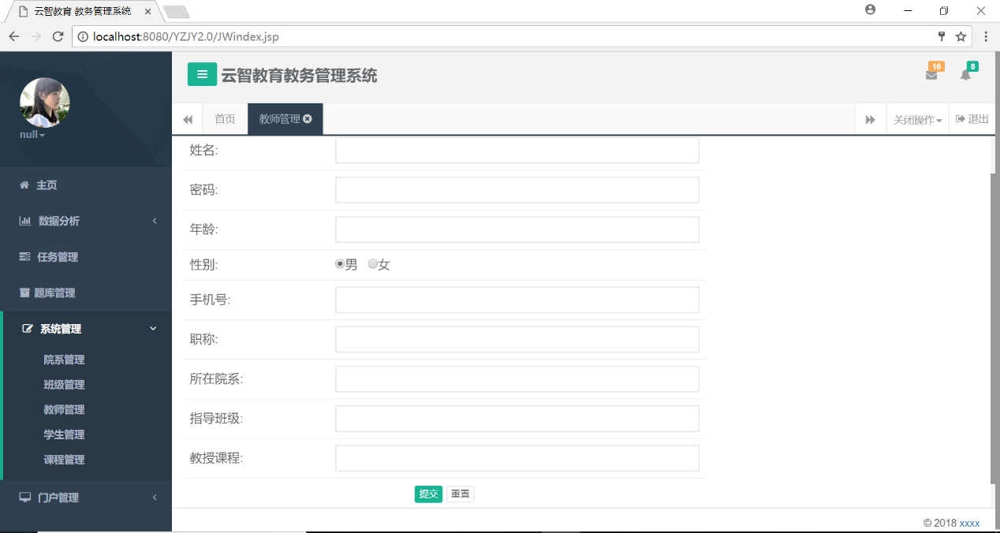 云智教育 教务管理系统
localhost:8080/YZJY2.0/JWindex.jsp
null
主页
数据分析
任务管理
题库管理
系统管理
院系管理
班级管理
教师管理
学生管理
课程管理
门户管理
云智教育教务管理系统
16
8
首页
教师管理
关闭操作
退出
姓名:
密码:
年龄:
性别: 男 女
手机号:
职称:
所在院系:
指导班级:
教授课程:
提交 重置
© 2018 xxxx